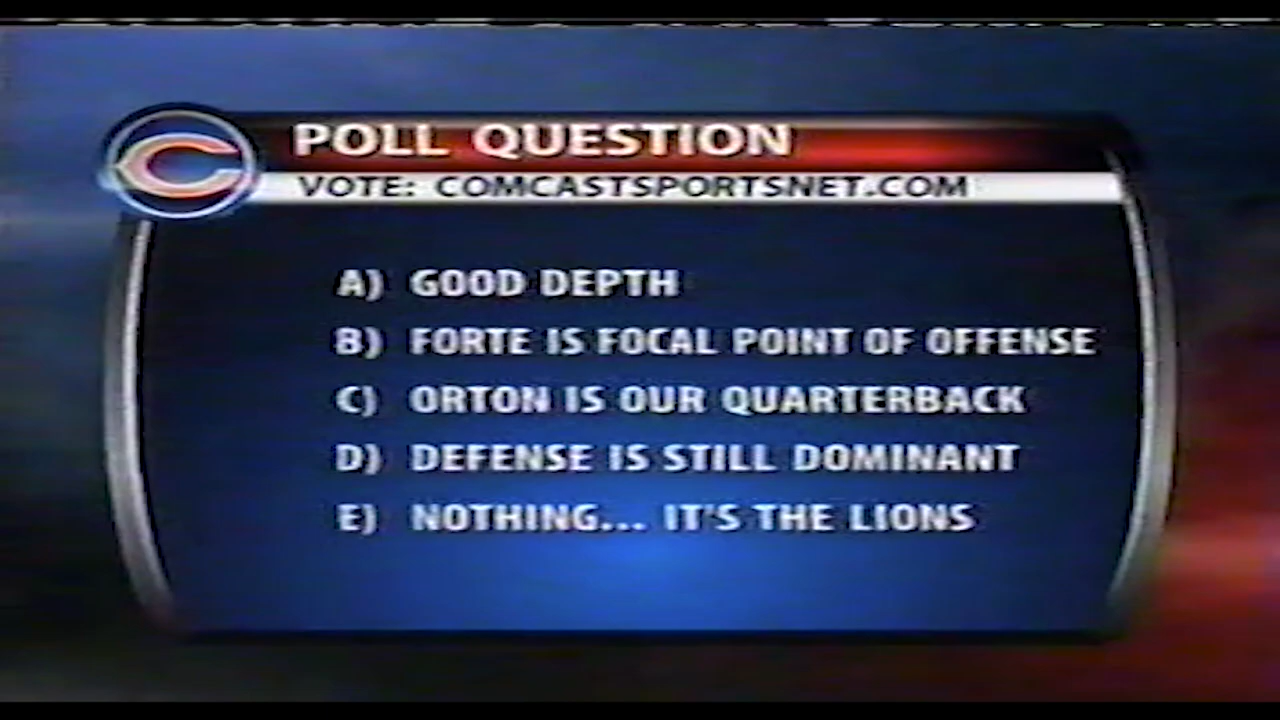 POLL QUESTION
VOTE: COMCASTSPORTSNET.COM
A) GOOD DEPTH
B) FORTE IS FOCAL POINT OF OFFENSE
C) ORTON IS OUR QUARTERBACK
D) DEFENSE IS STILL DOMINANT
E) NOTHING... IT'S THE LIONS